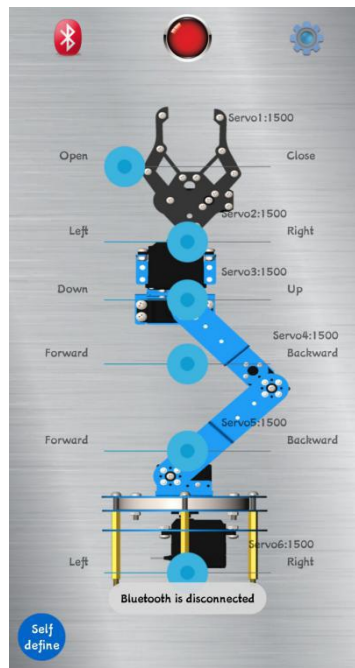 Servo1:1500
Open Close
Servo2:1500
Left Right
Servo3:1500
Down Up
Servo4:1500
Forward Backward
Servo5:1500
Forward Backward
Servo6:1500
Left Right
Bluetooth is disconnected
Self
define